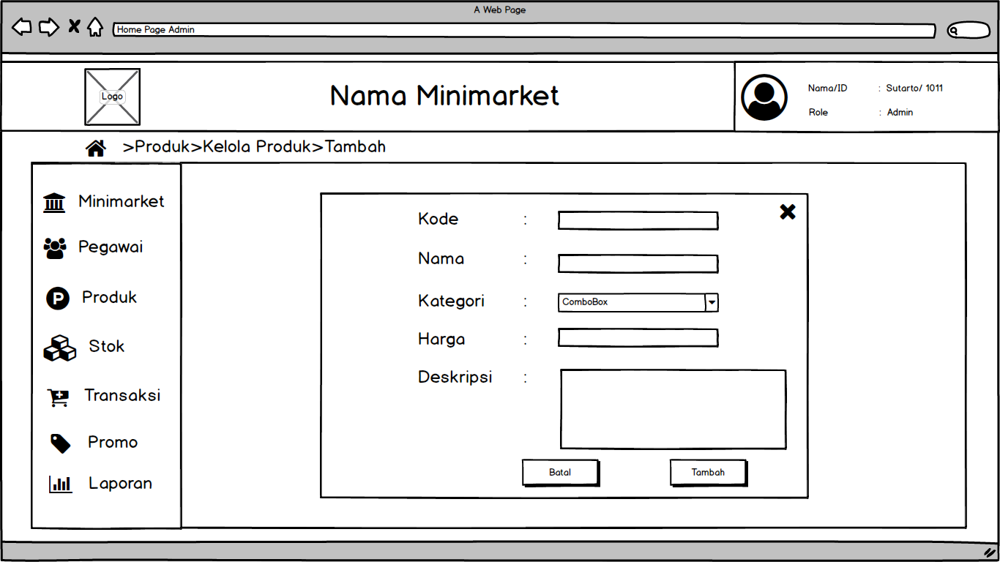 A Web Page
Home Page Admin
Logo
Nama Minimarket
Nama/ID : Sutarto/ 1011
Role : Admin
>Produk>Kelola Produk>Tambah
Minimarket
Pegawai
P Produk
Stok
Transaksi
Promo
Laporan
Kode :
Nama :
Kategori : ComboBox
Harga :
Deskripsi :
Batal Tambah